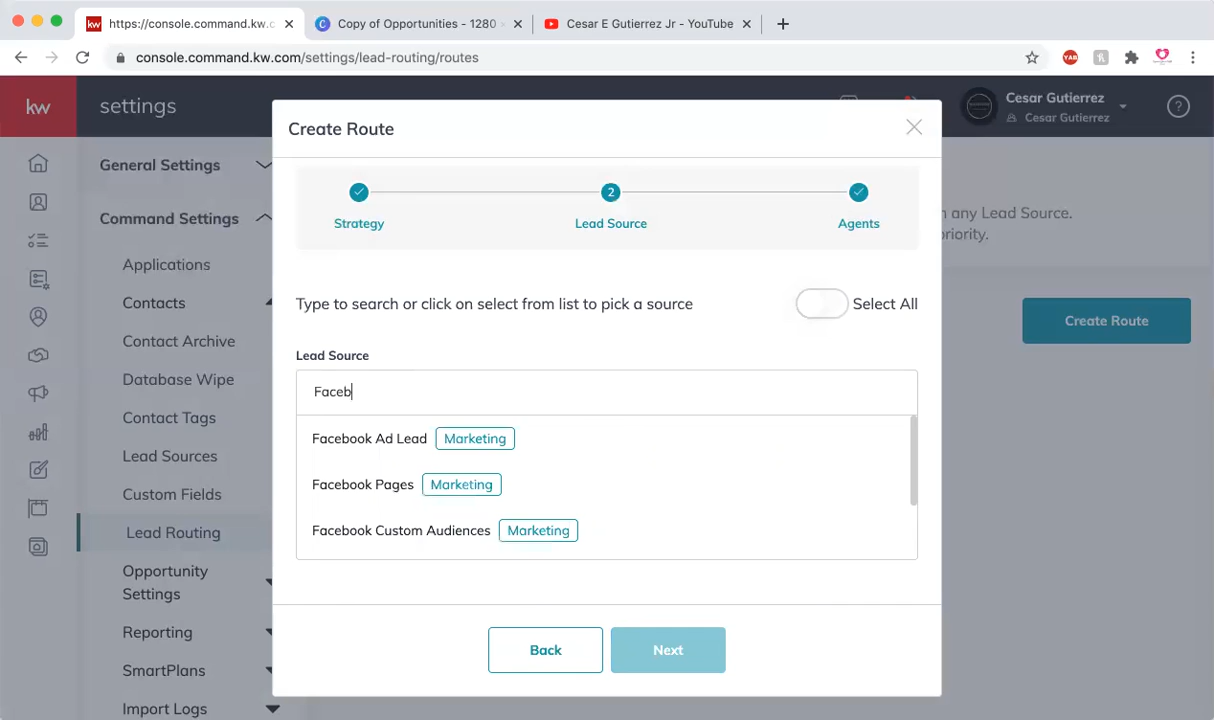 https://console.command.kw.c
Copy of Opportunities - 1280
Cesar E Gutierrez Jr - YouTube
console.command.kw.com/settings/lead-routing/routes
YAB
kw
settings
Cesar Gutierrez
Cesar Gutierrez
General Settings
Command Settings
Applications
Contacts
Contact Archive
Database Wipe
Contact Tags
Lead Sources
Custom Fields
Lead Routing
Opportunity
Settings
Reporting
SmartPlans
Import Logs
n any Lead Source.
priority.
Create Route
Create Route
2
Strategy
Lead Source
Agents
Type to search or click on select from list to pick a source
Select All
Lead Source
Faceb
Facebook Ad Lead Marketing
Facebook Pages Marketing
Facebook Custom Audiences Marketing
Back
Next